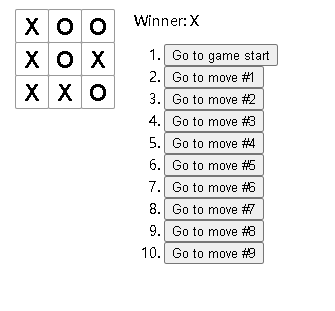 X O O
X O X
X X O
Winner: X
1. Go to game start
2. Go to move #1
3. Go to move #2
4. Go to move #3
5. Go to move #4
6. Go to move #5
7. Go to move #6
8. Go to move #7
9. Go to move #8
10. Go to move #9